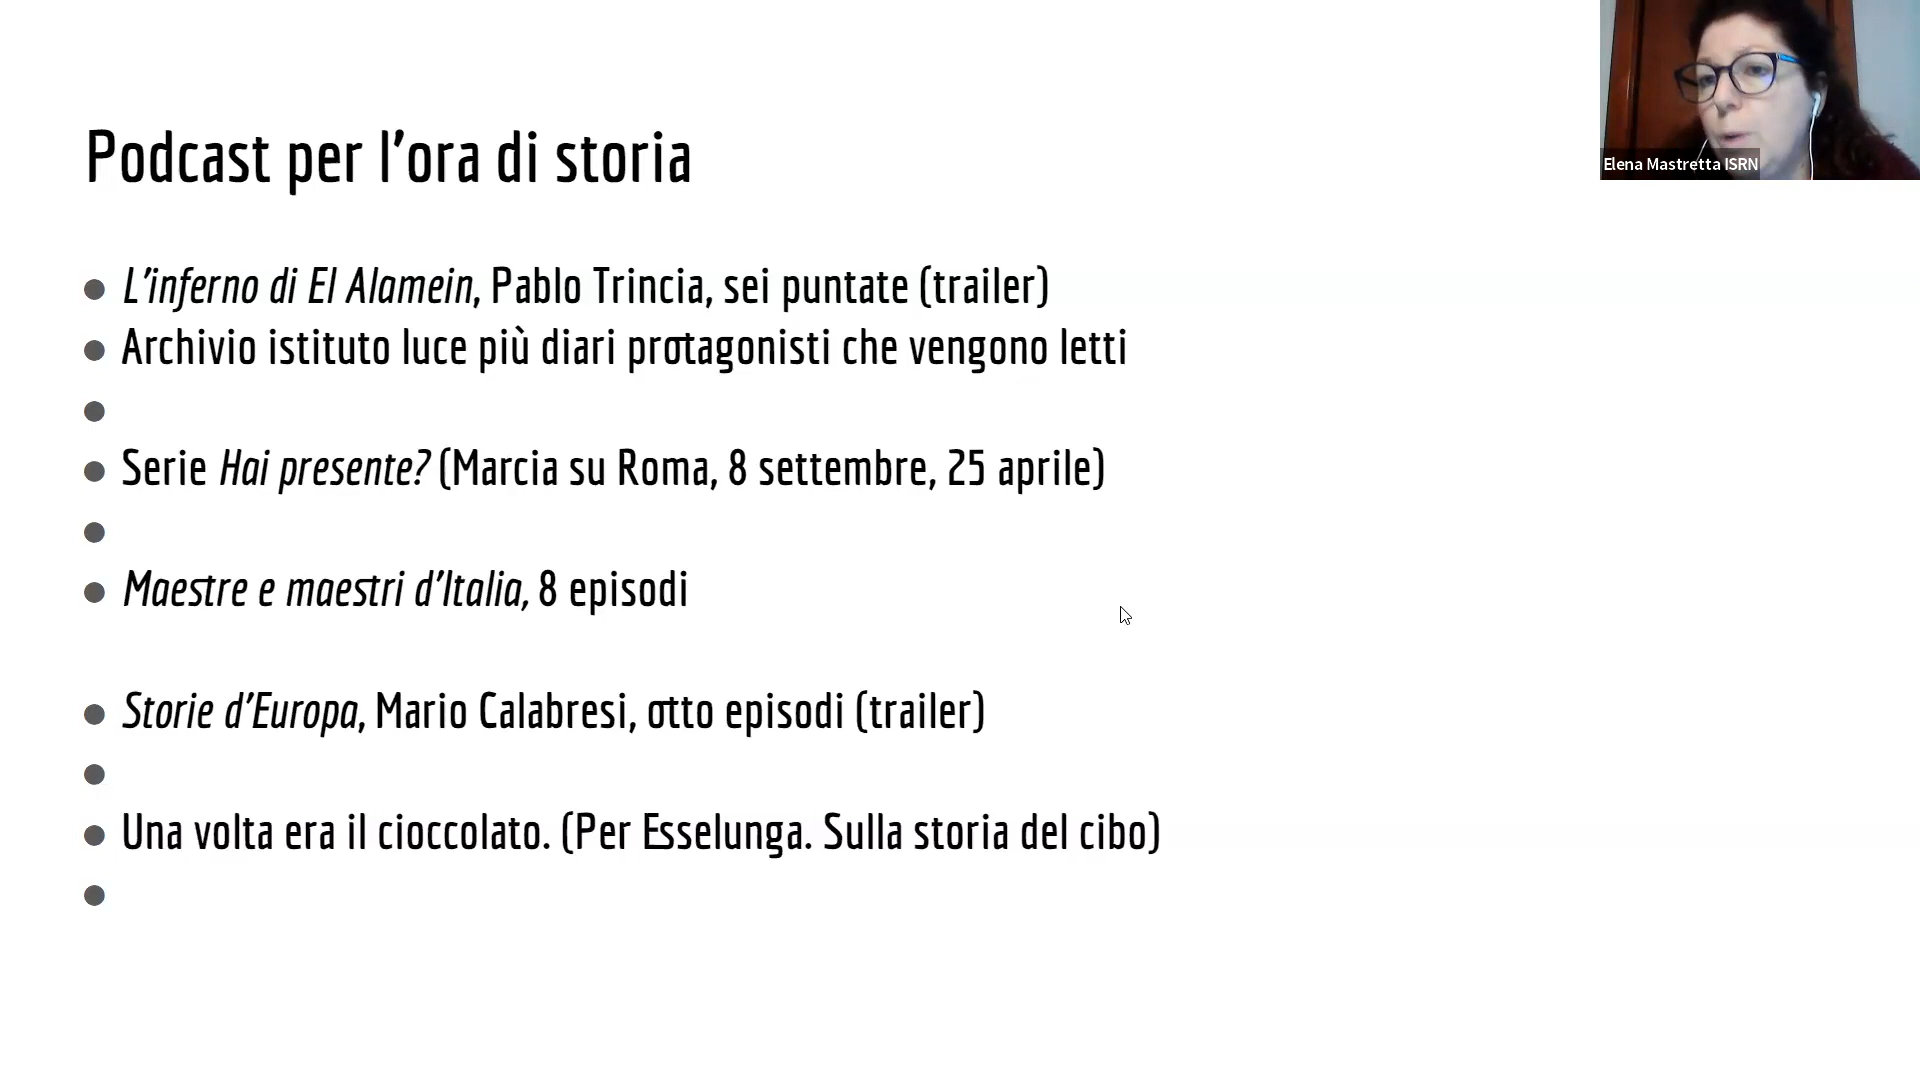 Podcast per l’ora di storia
Elena Mastretta ISRN
L’inferno di El Alamein, Pablo Trincia, sei puntate (trailer)
Archivio istituto luce più diari protagonisti che vengono letti
Serie Hai presente? (Marcia su Roma, 8 settembre, 25 aprile)
Maestre e maestri d’Italia, 8 episodi
Storie d’Europa, Mario Calabresi, otto episodi (trailer)
Una volta era il cioccolato. (Per Esselunga. Sulla storia del cibo)